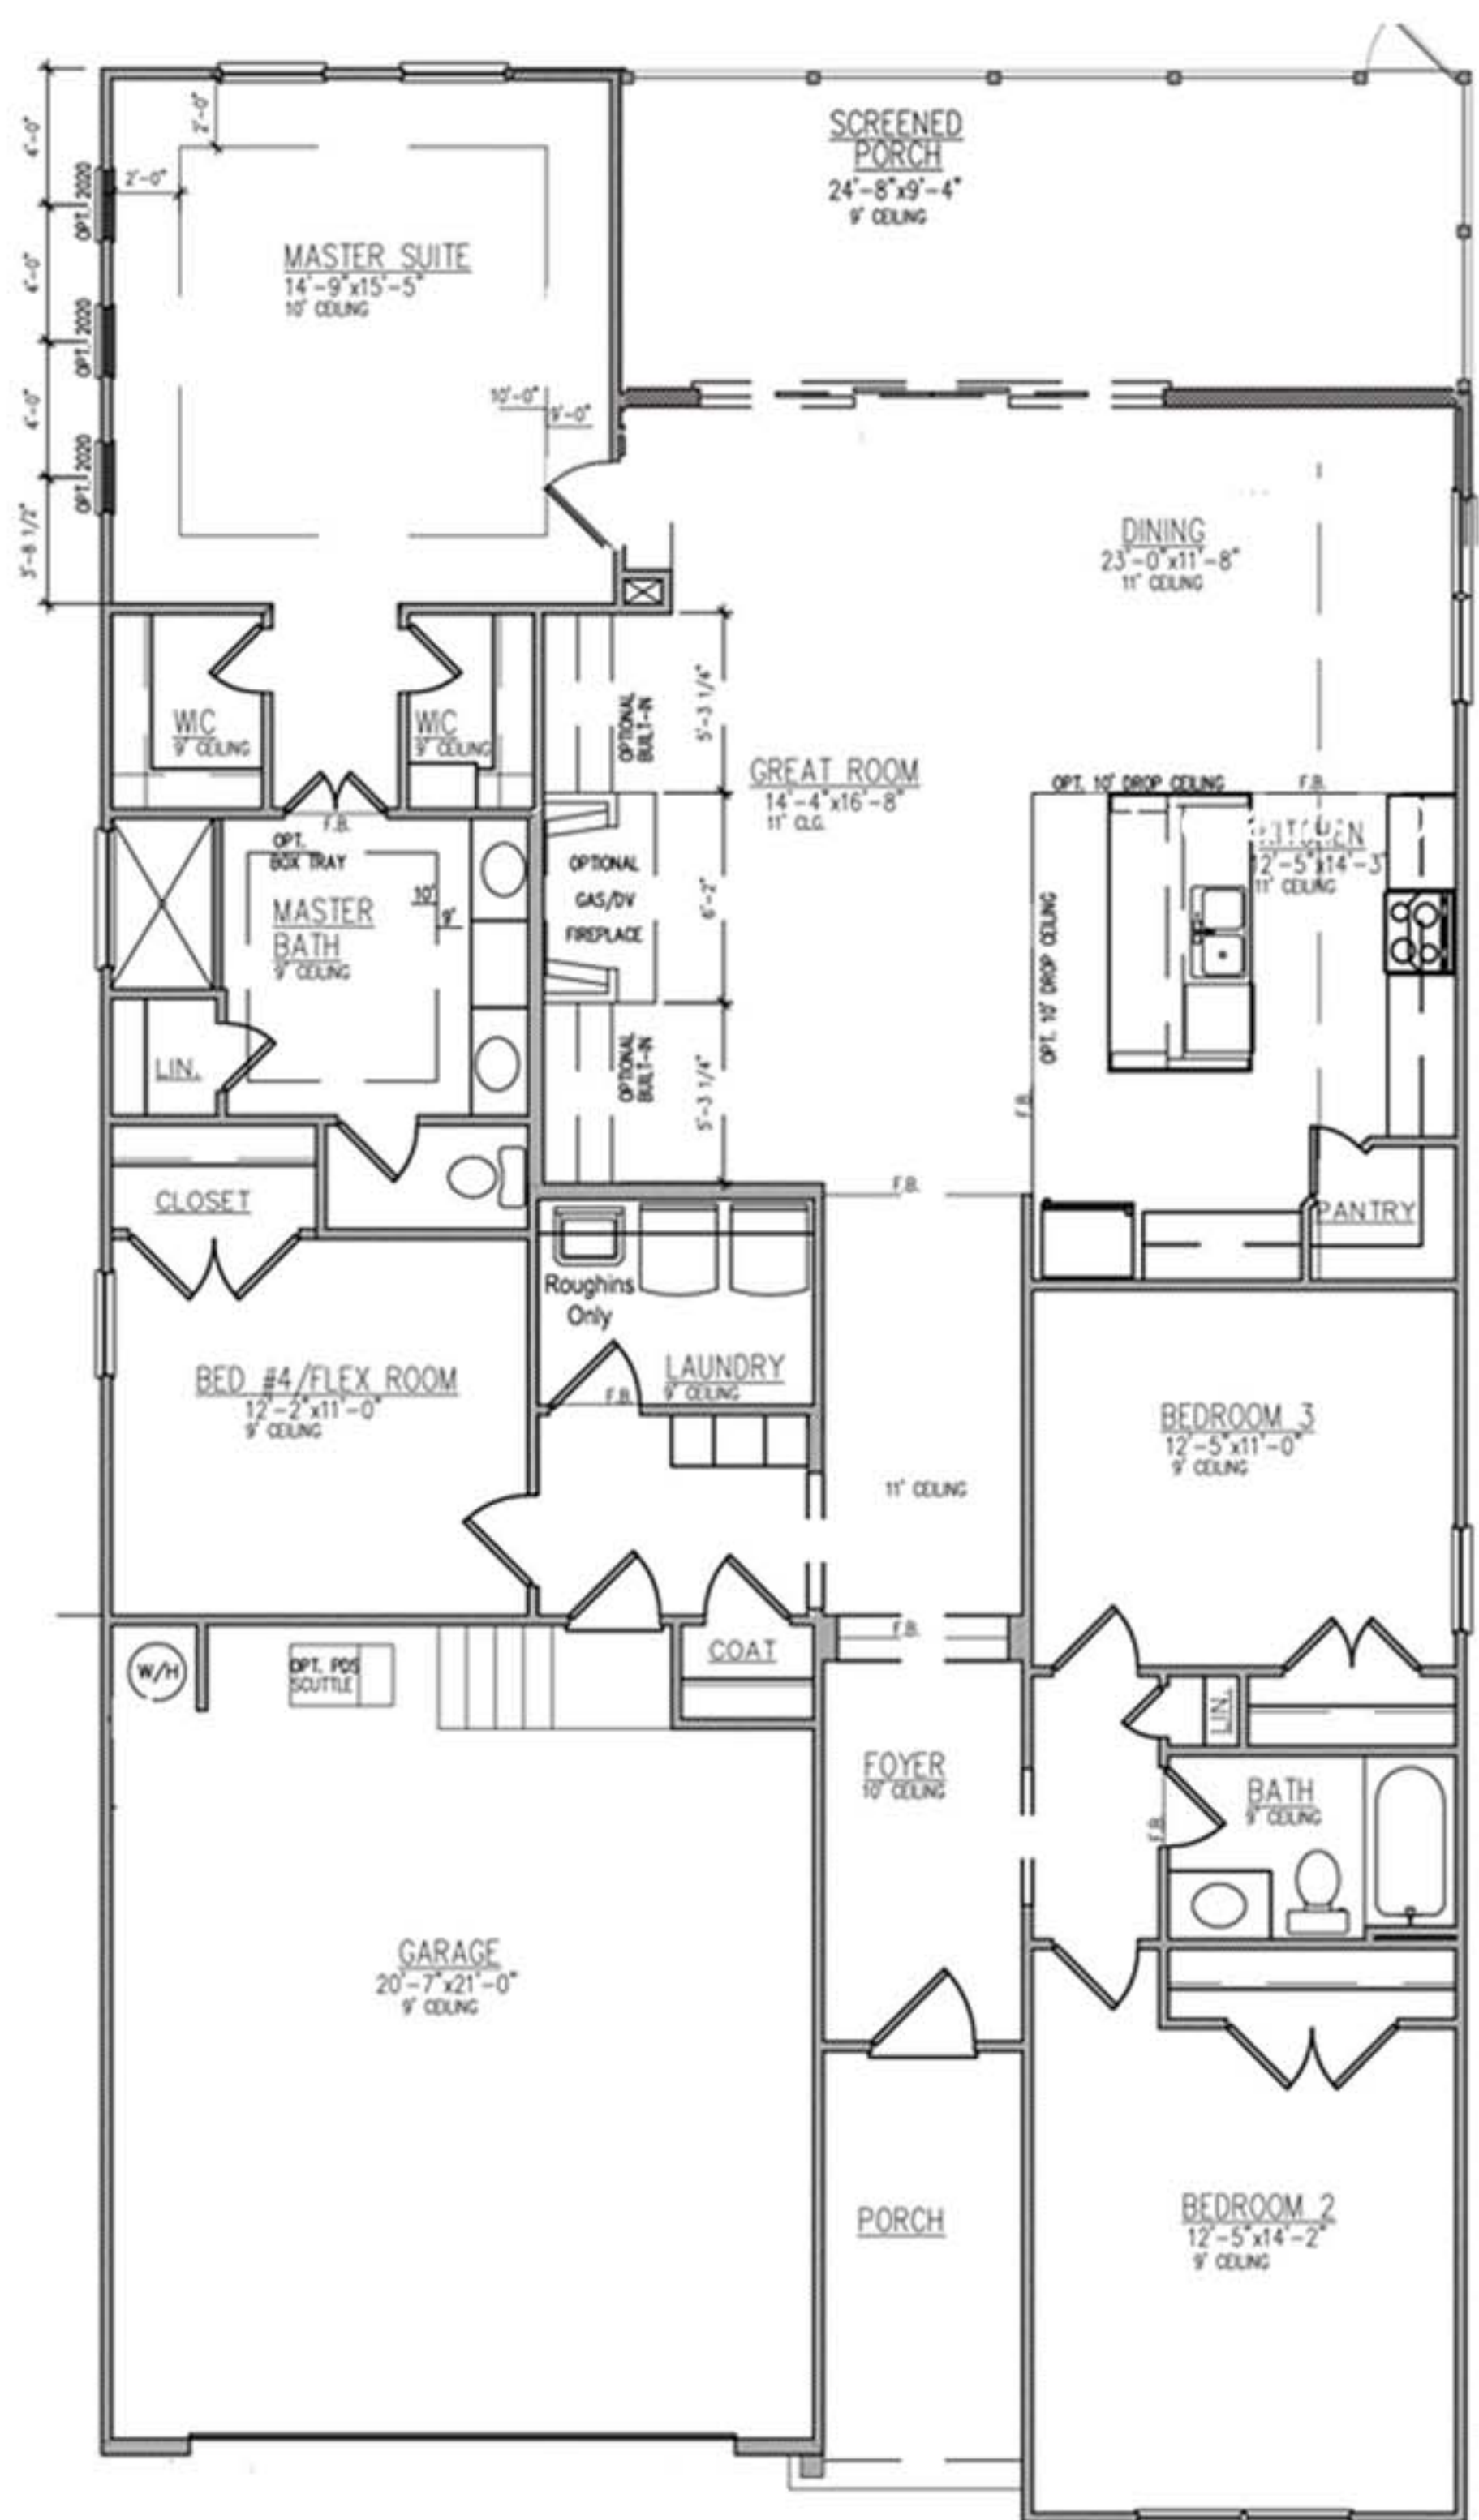 SCREENED
PORCH
24'-8"x9'-4"
9' CEILING
4'-0"
4'-0"
4'-0"
3'-8 1/2"
OPT. 2020
OPT. 2020
OPT. 2020
2'-0"
2'-0"
MASTER SUITE
14'-9"x15'-5"
10' CEILING
10'-0"
9'-0"
DINING
23'-0"x11'-8"
11' CEILING
WIC
9' CEILING
WIC
9' CEILING
F.B.
OPTIONAL
BUILT-IN
5'-3 1/4"
GREAT ROOM
14'-4"x16'-8"
11' CLG.
OPT. 10' DROP CEILING
F.B.
KITCHEN
12'-5"x14'-3"
11' CEILING
OPT. 10' DROP CEILING
F.B.
OPT.
BOX TRAY
10'
9'
MASTER
BATH
9' CEILING
OPTIONAL
GAS/DV
FIREPLACE
6'-2"
LIN.
OPTIONAL
BUILT-IN
5'-3 1/4"
CLOSET
F.B.
PANTRY
Roughins
Only
LAUNDRY
9' CEILING
F.B.
BED #4/FLEX ROOM
12'-2"x11'-0"
9' CEILING
BEDROOM 3
12'-5"x11'-0"
9' CEILING
11' CEILING
F.B.
W/H
OPT. PDS
SCUTTLE
COAT
LIN.
FOYER
10' CEILING
BATH
9' CEILING
F.B.
GARAGE
20'-7"x21'-0"
9' CEILING
PORCH
BEDROOM 2
12'-5"x14'-2"
9' CEILING